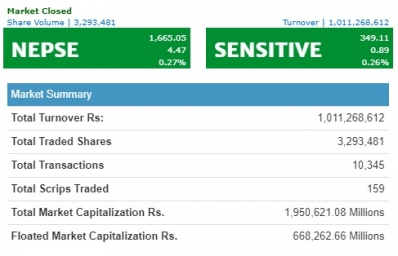 Market Closed
Share Volume | 3,293,481 Turnover | 1,011,268,612
NEPSE 1,665.05 4.47 0.27%
SENSITIVE 349.11 0.89 0.26%
Market Summary
Total Turnover Rs: 1,011,268,612
Total Traded Shares 3,293,481
Total Transactions 10,345
Total Scrips Traded 159
Total Market Capitalization Rs. 1,950,621.08 Millions
Floated Market Capitalization Rs. 668,262.66 Millions